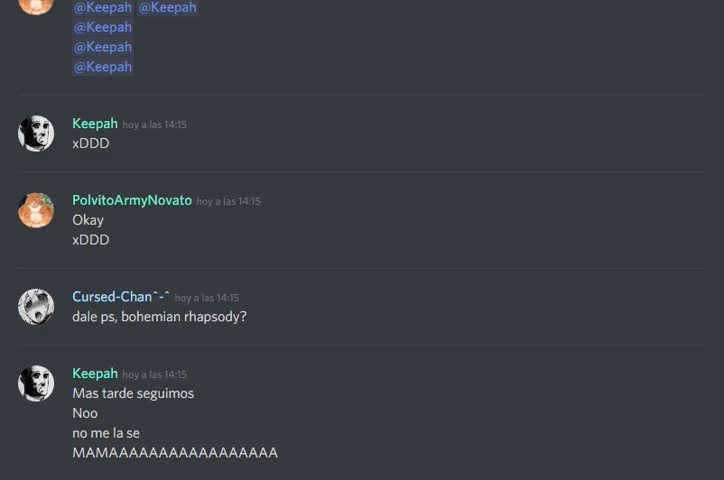 @Keepah @Keepah
@Keepah
@Keepah
@Keepah
Keepah hoy a las 14:15
xDDD
PolvitoArmyNovato hoy a las 14:15
Okay
xDDD
Cursed-Chan^-^ hoy a las 14:15
dale ps, bohemian rhapsody?
Keepah hoy a las 14:15
Mas tarde seguimos
Noo
no me la se
MAMAAAAAAAAAAAAAAAAA